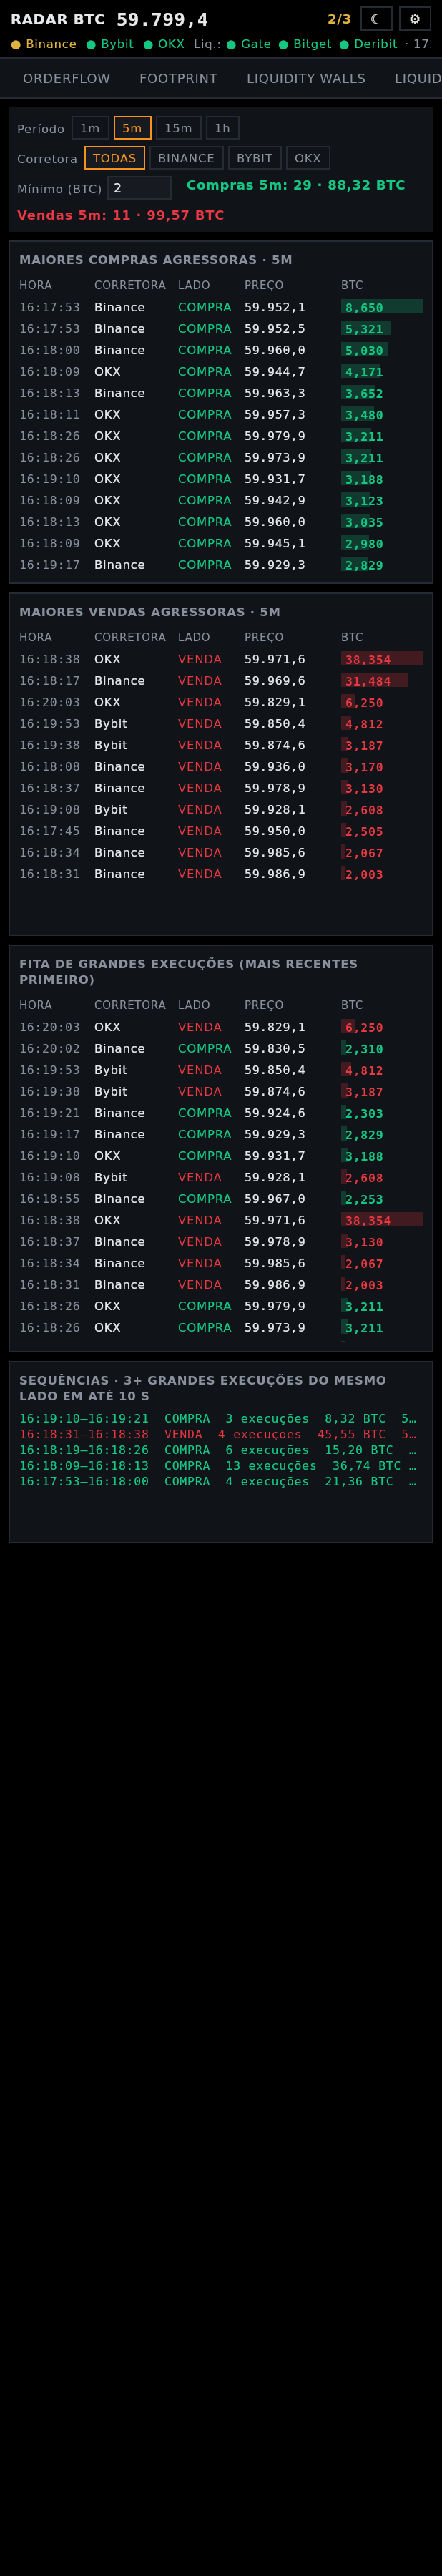 RADAR BTC 59.799,4 2/3 ☾ ⚙
● Binance ● Bybit ● OKX Liq.: ● Gate ● Bitget ● Deribit · 17
ORDERFLOW FOOTPRINT LIQUIDITY WALLS LIQUID
Período 1m 5m 15m 1h
Corretora TODAS BINANCE BYBIT OKX
Mínimo (BTC) 2 Compras 5m: 29 · 88,32 BTC
Vendas 5m: 11 · 99,57 BTC
MAIORES COMPRAS AGRESSORAS · 5M
HORA CORRETORA LADO PREÇO BTC
16:17:53 Binance COMPRA 59.952,1 8,650
16:17:53 Binance COMPRA 59.952,5 5,321
16:18:00 Binance COMPRA 59.960,0 5,030
16:18:09 OKX COMPRA 59.944,7 4,171
16:18:13 Binance COMPRA 59.963,3 3,652
16:18:11 OKX COMPRA 59.957,3 3,480
16:18:26 OKX COMPRA 59.979,9 3,211
16:18:26 OKX COMPRA 59.973,9 3,211
16:19:10 OKX COMPRA 59.931,7 3,188
16:18:09 OKX COMPRA 59.942,9 3,123
16:18:13 OKX COMPRA 59.960,0 3,035
16:18:09 OKX COMPRA 59.945,1 2,980
16:19:17 Binance COMPRA 59.929,3 2,829
MAIORES VENDAS AGRESSORAS · 5M
HORA CORRETORA LADO PREÇO BTC
16:18:38 OKX VENDA 59.971,6 38,354
16:18:17 Binance VENDA 59.969,6 31,484
16:20:03 OKX VENDA 59.829,1 6,250
16:19:53 Bybit VENDA 59.850,4 4,812
16:19:38 Bybit VENDA 59.874,6 3,187
16:18:08 Binance VENDA 59.936,0 3,170
16:18:37 Binance VENDA 59.978,9 3,130
16:19:08 Bybit VENDA 59.928,1 2,608
16:17:45 Binance VENDA 59.950,0 2,505
16:18:34 Binance VENDA 59.985,6 2,067
16:18:31 Binance VENDA 59.986,9 2,003
FITA DE GRANDES EXECUÇÕES (MAIS RECENTES
PRIMEIRO)
HORA CORRETORA LADO PREÇO BTC
16:20:03 OKX VENDA 59.829,1 6,250
16:20:02 Binance COMPRA 59.830,5 2,310
16:19:53 Bybit VENDA 59.850,4 4,812
16:19:38 Bybit VENDA 59.874,6 3,187
16:19:21 Binance COMPRA 59.924,6 2,303
16:19:17 Binance COMPRA 59.929,3 2,829
16:19:10 OKX COMPRA 59.931,7 3,188
16:19:08 Bybit VENDA 59.928,1 2,608
16:18:55 Binance COMPRA 59.967,0 2,253
16:18:38 OKX VENDA 59.971,6 38,354
16:18:37 Binance VENDA 59.978,9 3,130
16:18:34 Binance VENDA 59.985,6 2,067
16:18:31 Binance VENDA 59.986,9 2,003
16:18:26 OKX COMPRA 59.979,9 3,211
16:18:26 OKX COMPRA 59.973,9 3,211
SEQUÊNCIAS · 3+ GRANDES EXECUÇÕES DO MESMO
LADO EM ATÉ 10 S
16:19:10–16:19:21 COMPRA 3 execuções 8,32 BTC 5…
16:18:31–16:18:38 VENDA 4 execuções 45,55 BTC 5…
16:18:19–16:18:26 COMPRA 6 execuções 15,20 BTC …
16:18:09–16:18:13 COMPRA 13 execuções 36,74 BTC …
16:17:53–16:18:00 COMPRA 4 execuções 21,36 BTC …